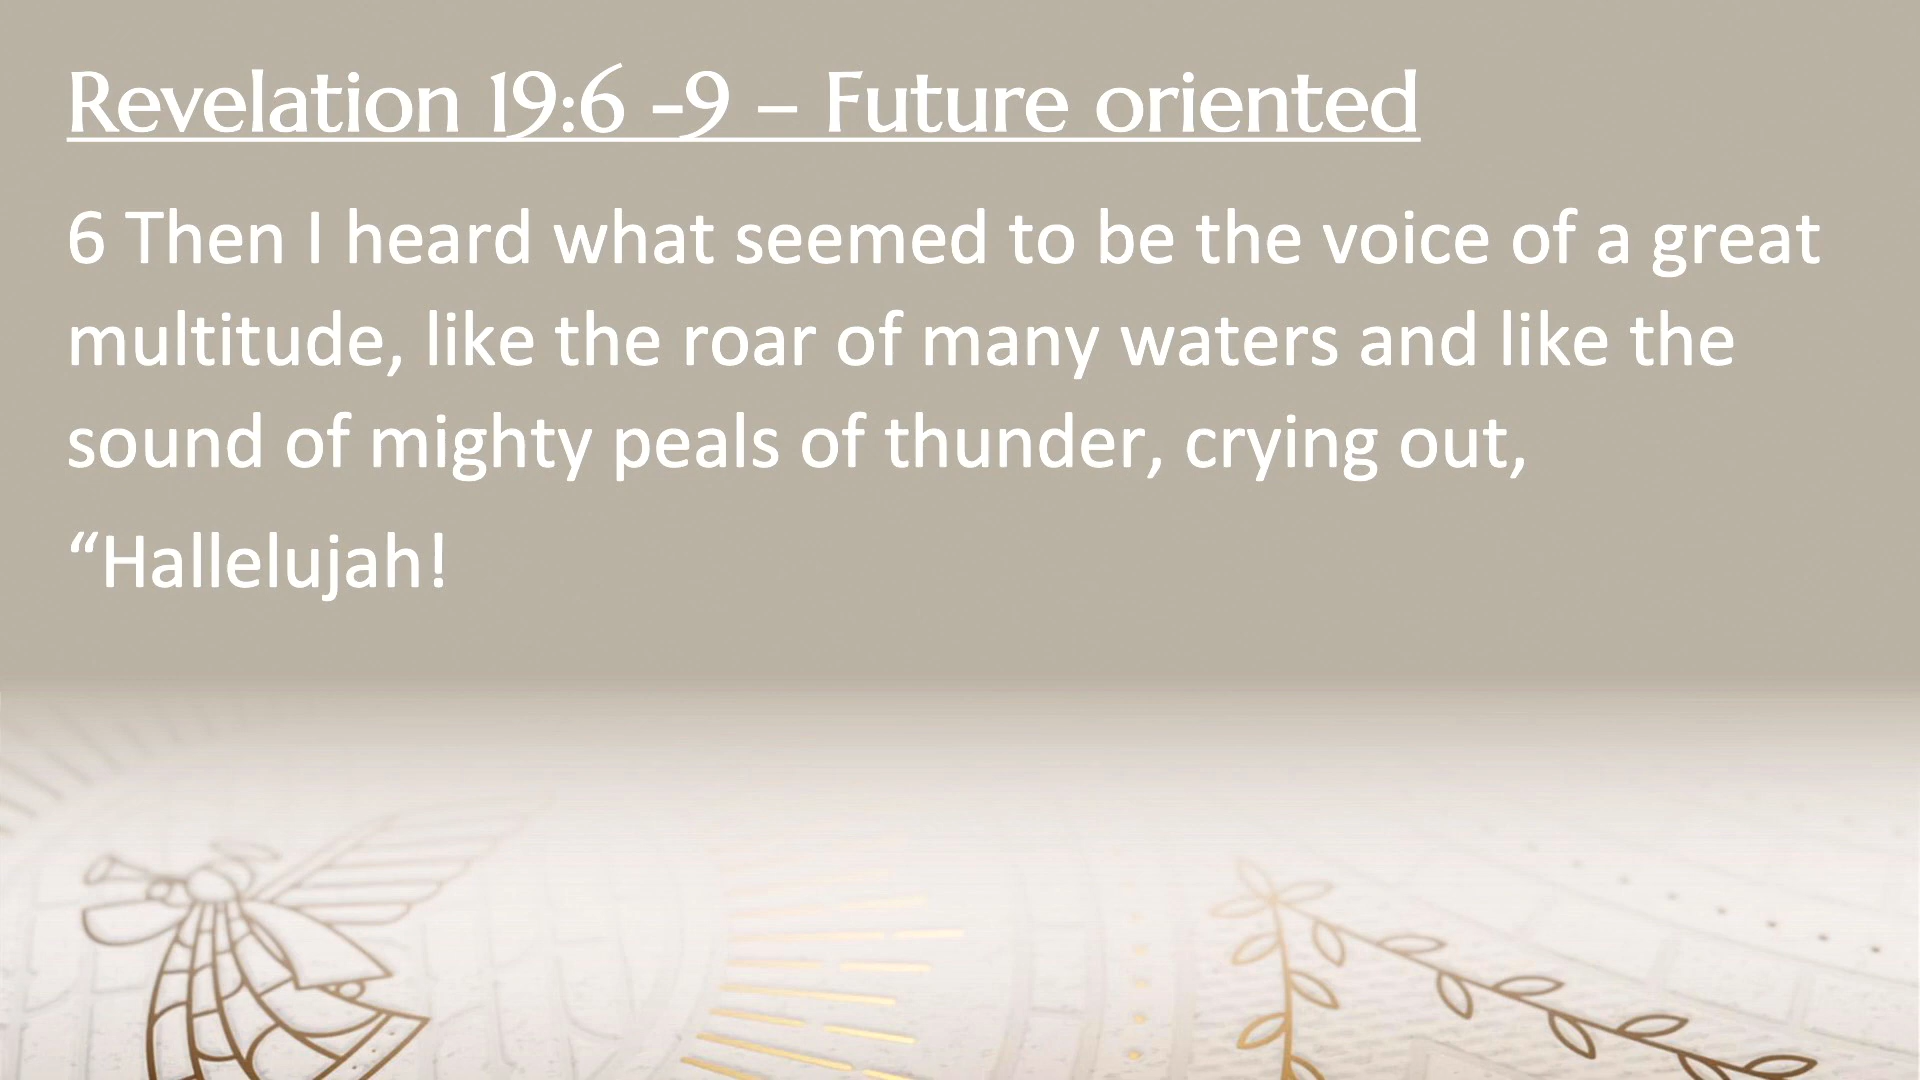 Revelation 19:6 -9 – Future oriented
6 Then I heard what seemed to be the voice of a great
multitude, like the roar of many waters and like the
sound of mighty peals of thunder, crying out,
“Hallelujah!